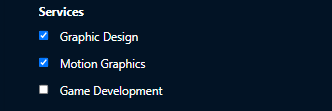 Services
Graphic Design
Motion Graphics
Game Development